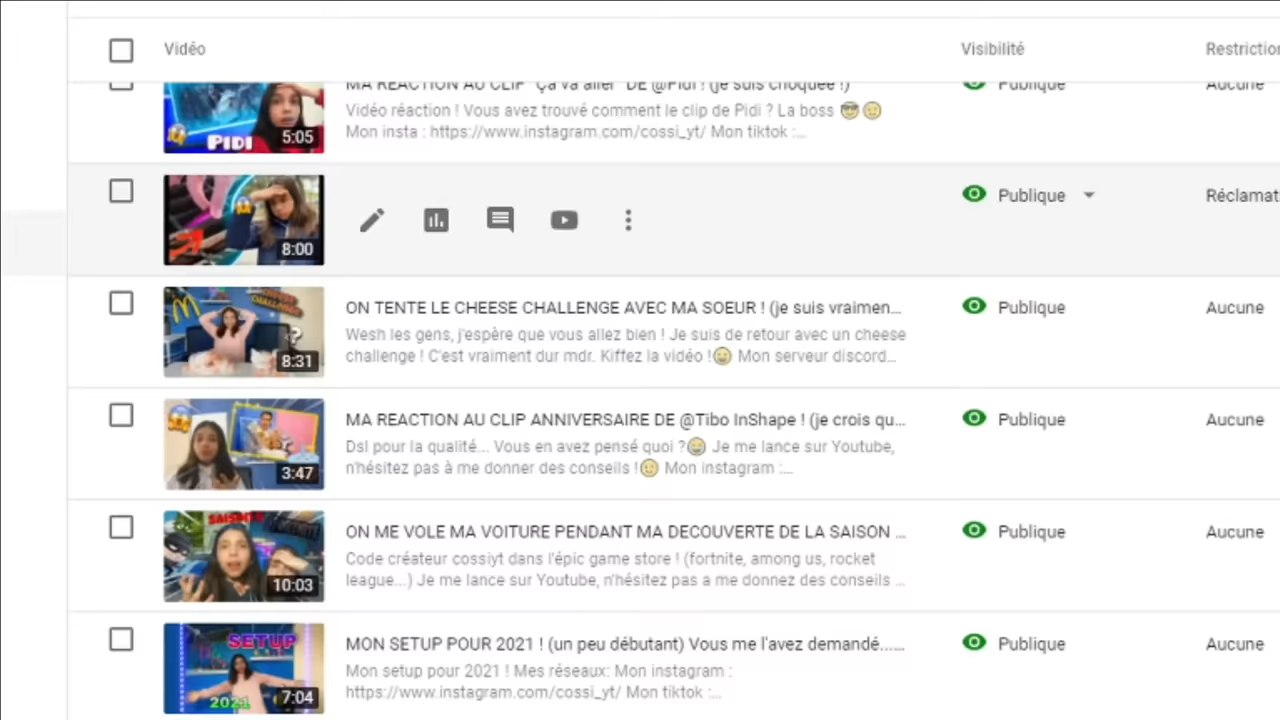 Vidéo
Visibilité
Restriction
MA REACTION AU CLIP "Ça va aller" DE @Pidi ! (je suis choquée !)
Publique
Aucune
Vidéo réaction ! Vous avez trouvé comment le clip de Pidi ? La boss 😎😉
Mon insta : https://www.instagram.com/cossi_yt/ Mon tiktok :...
PIDI
5:05
Publique
Réclamat
8:00
ON TENTE LE CHEESE CHALLENGE AVEC MA SOEUR ! (je suis vraimen...
Publique
Aucune
Wesh les gens, j'espère que vous allez bien ! Je suis de retour avec un cheese
challenge ! C'est vraiment dur mdr. Kiffez la vidéo !😉 Mon serveur discord...
?
8:31
MA REACTION AU CLIP ANNIVERSAIRE DE @Tibo InShape ! (je crois qu...
Publique
Aucune
Dsl pour la qualité... Vous en avez pensé quoi ?😂 Je me lance sur Youtube,
n'hésitez pas à me donner des conseils !😉 Mon instagram :...
3:47
SAISON
ON ME VOLE MA VOITURE PENDANT MA DECOUVERTE DE LA SAISON ...
Publique
Aucune
Code créateur cossiyt dans l'épic game store ! (fortnite, among us, rocket
league...) Je me lance sur Youtube, n'hésitez pas a me donnez des conseils ...
10:03
SETUP
MON SETUP POUR 2021 ! (un peu débutant) Vous me l'avez demandé......
Publique
Aucune
Mon setup pour 2021 ! Mes réseaux: Mon instagram :
https://www.instagram.com/cossi_yt/ Mon tiktok :...
2021
7:04